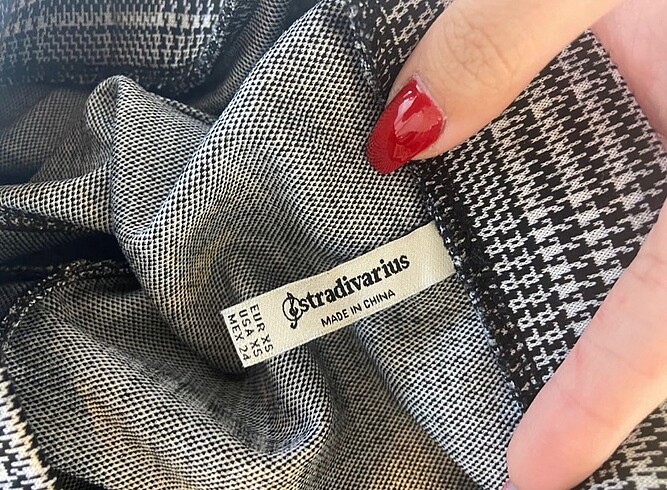 stradivarius
MADE IN CHINA
EUR XS
USA XS
MEX 24